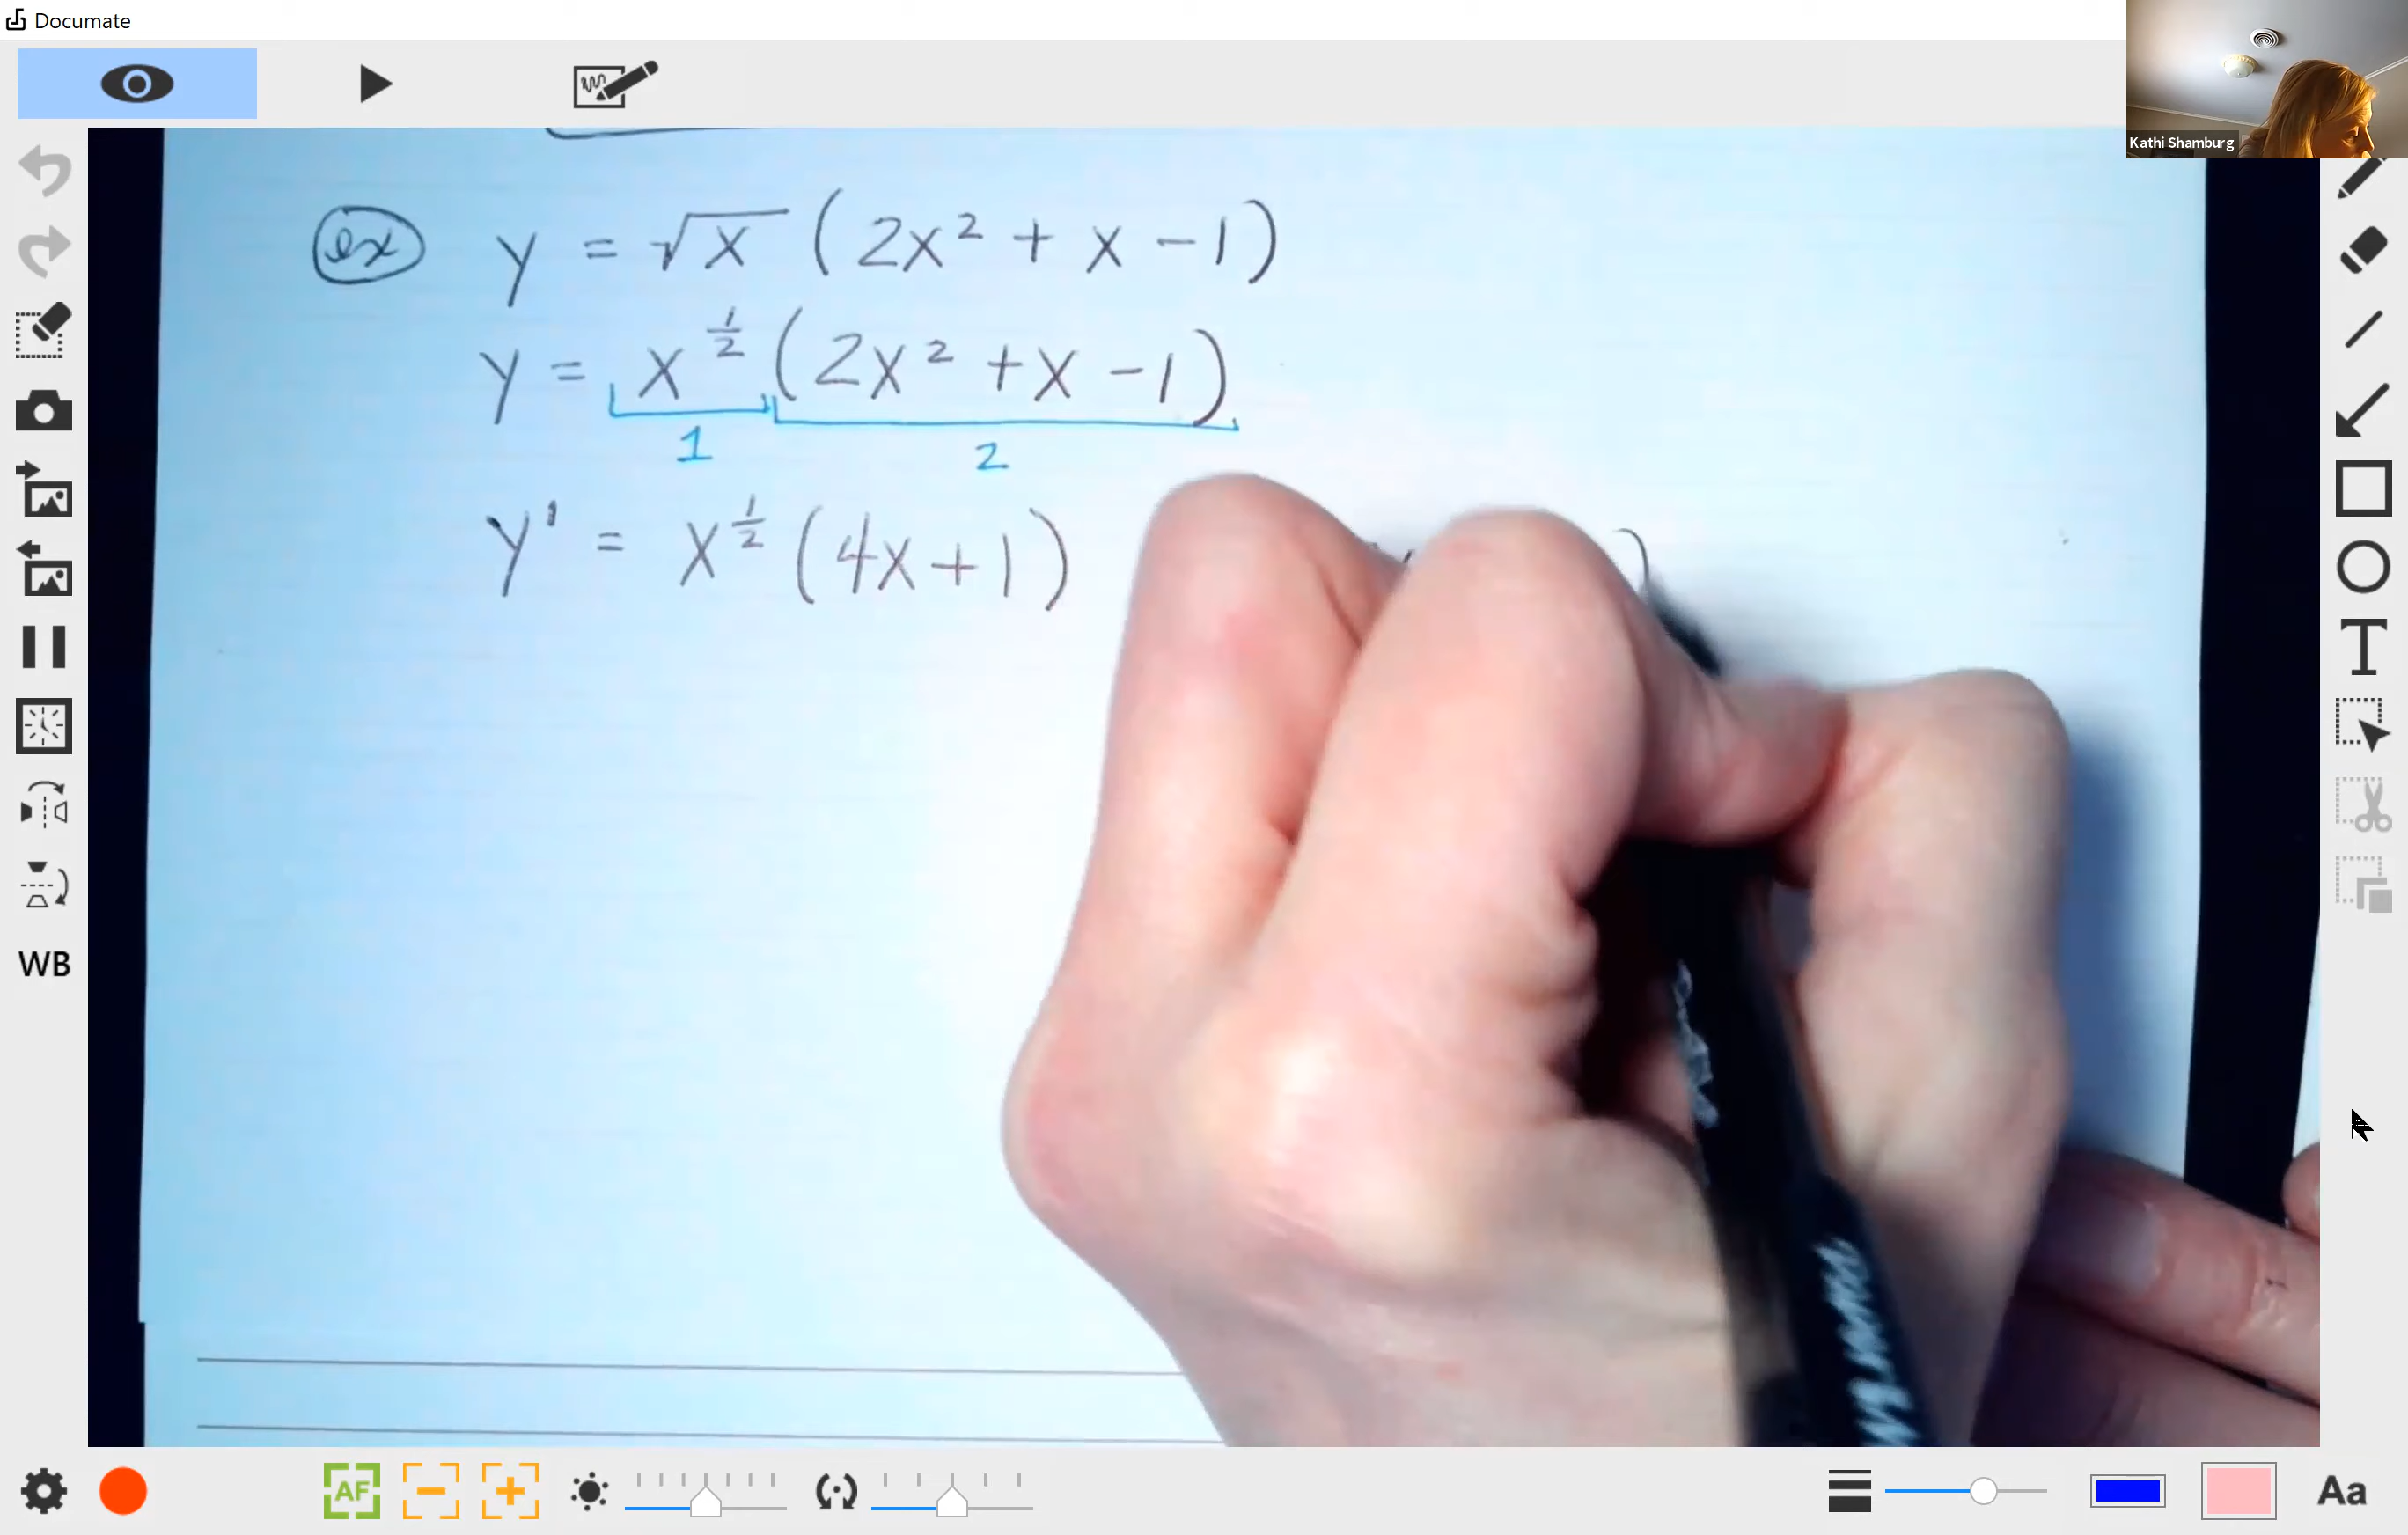 Documate
Kathi Shamburg
ex y = √x (2x² + x - 1)
y = x^½ (2x² + x - 1)
1 2
y' = x^½ (4x + 1) )
T
WB
AF
Aa